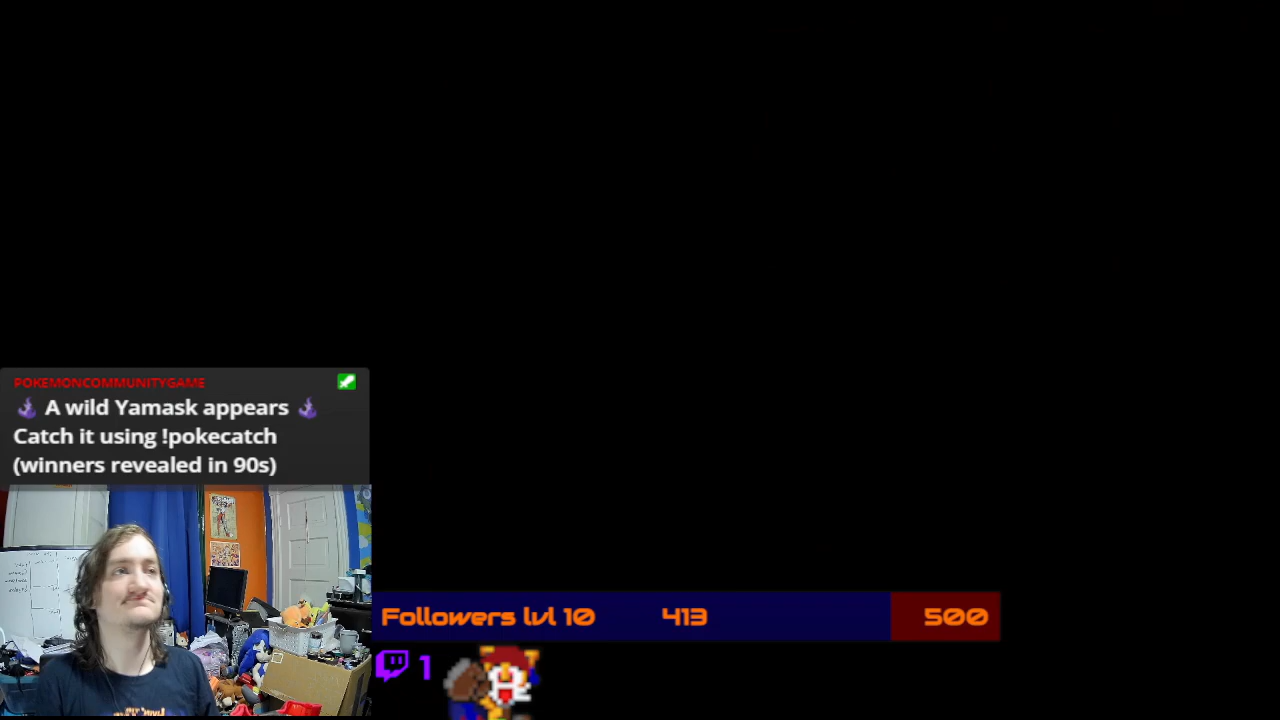 POKEMONCOMMUNITYGAME
A wild Yamask appears
Catch it using !pokecatch
(winners revealed in 90s)
Followers lvl 10 413 500
1